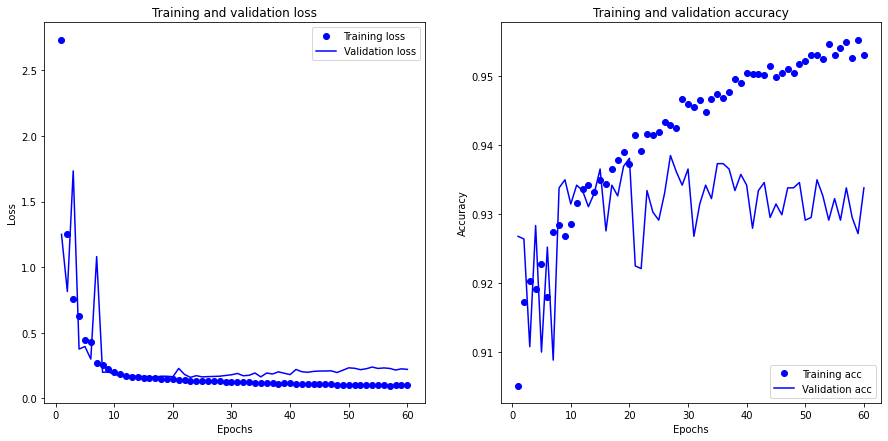 Training and validation loss
Training loss
Validation loss
2.5
2.0
1.5
1.0
0.5
0.0
Loss
0
10
20
30
40
50
60
Epochs
Training and validation accuracy
0.95
0.94
0.93
0.92
0.91
Accuracy
Training acc
Validation acc
0
10
20
30
40
50
60
Epochs